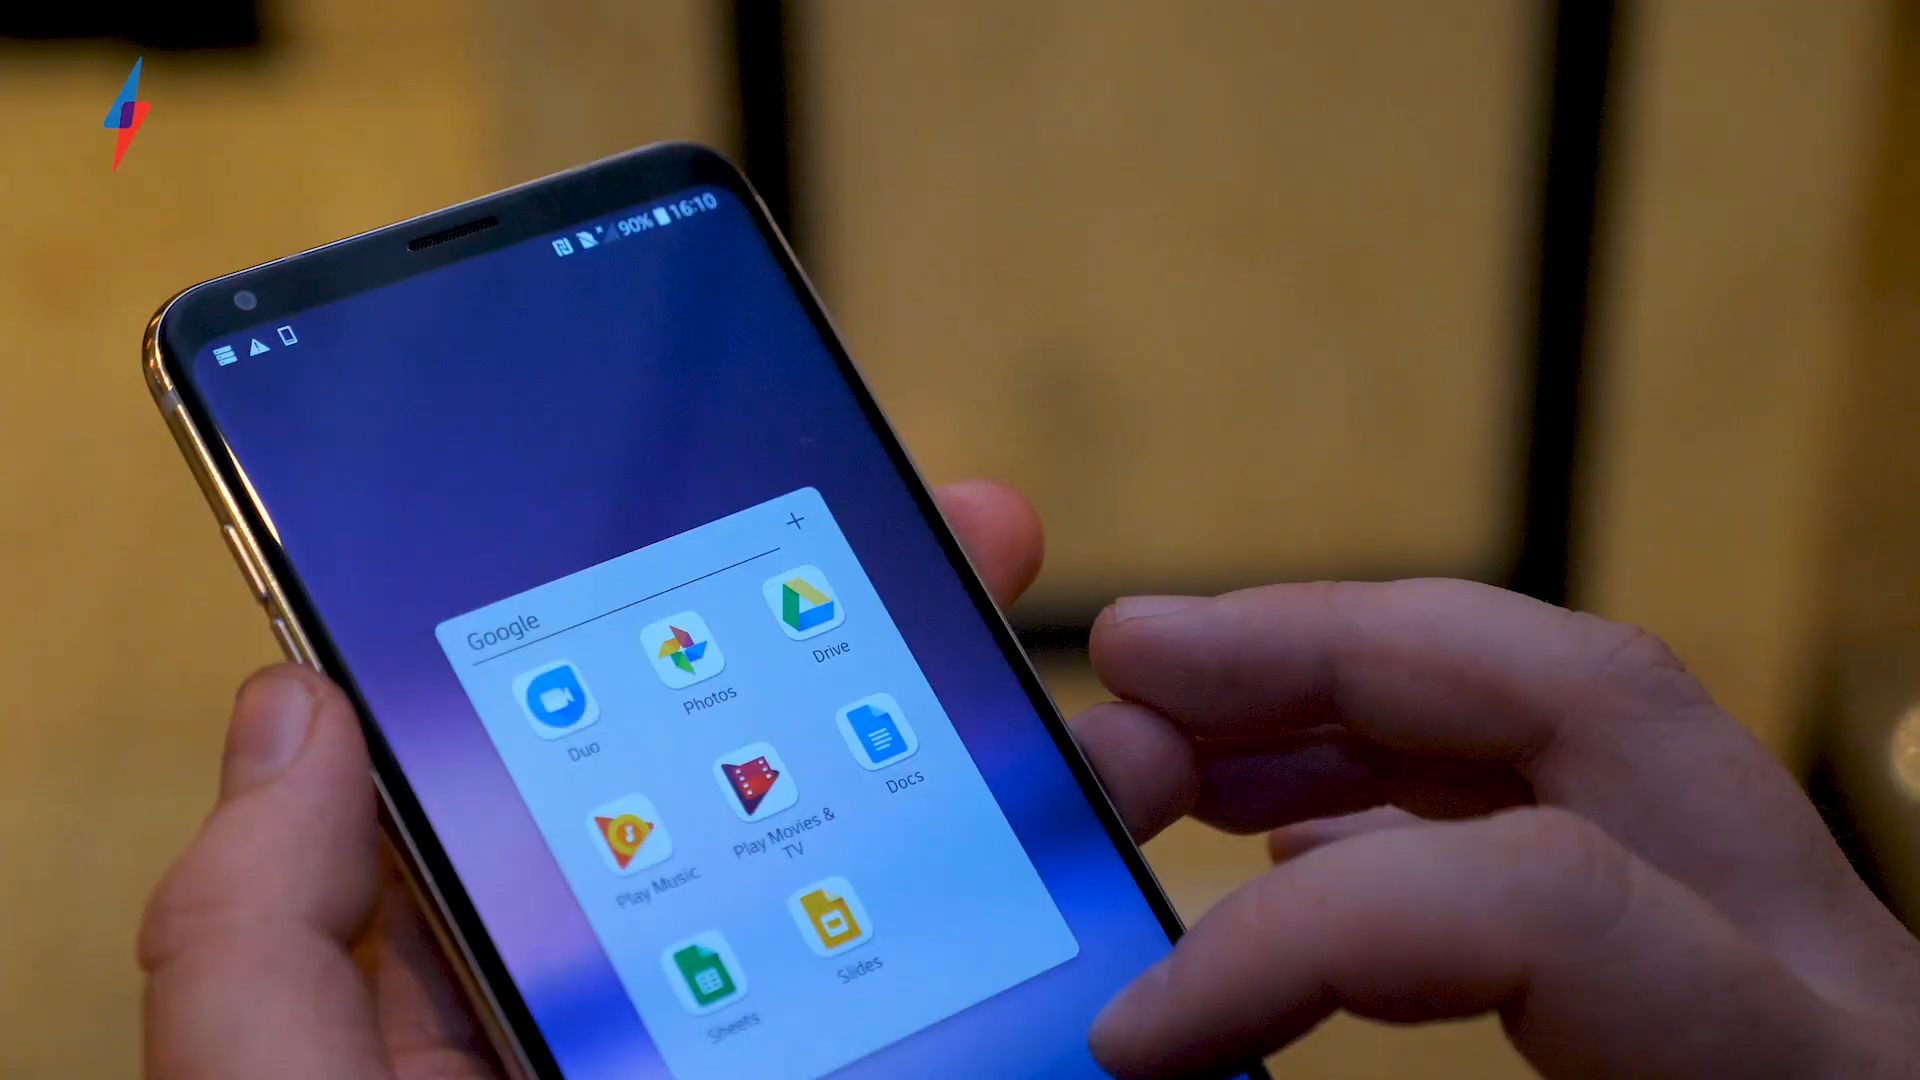 90% 16:10
Google
Duo
Photos
Drive
Play Music
Play Movies &
TV
Docs
Sheets
Slides